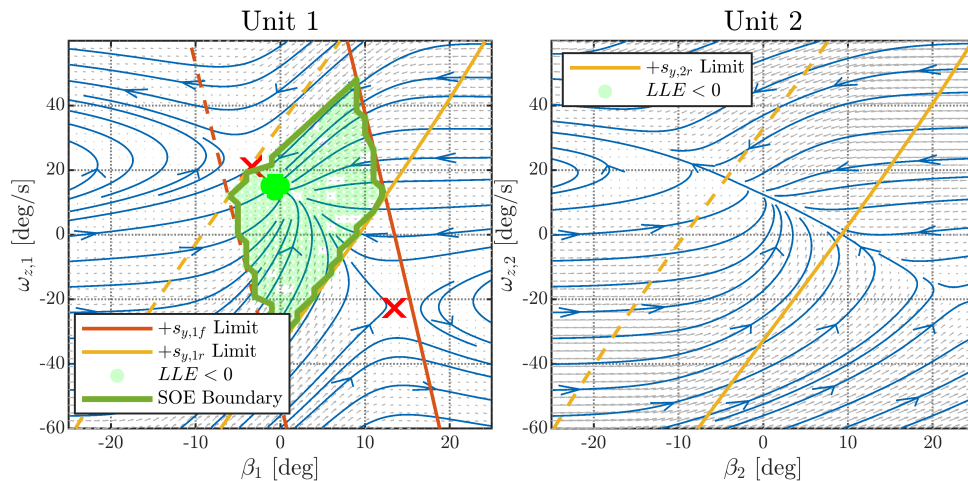 Unit 1
Unit 2
40
20
0
-20
-40
-60
ω_{z,1} [deg/s]
-20
-10
0
10
20
β_1 [deg]
+s_{y,1f} Limit
+s_{y,1r} Limit
LLE < 0
SOE Boundary
40
20
0
-20
-40
-60
ω_{z,2} [deg/s]
-20
-10
0
10
20
β_2 [deg]
+s_{y,2r} Limit
LLE < 0